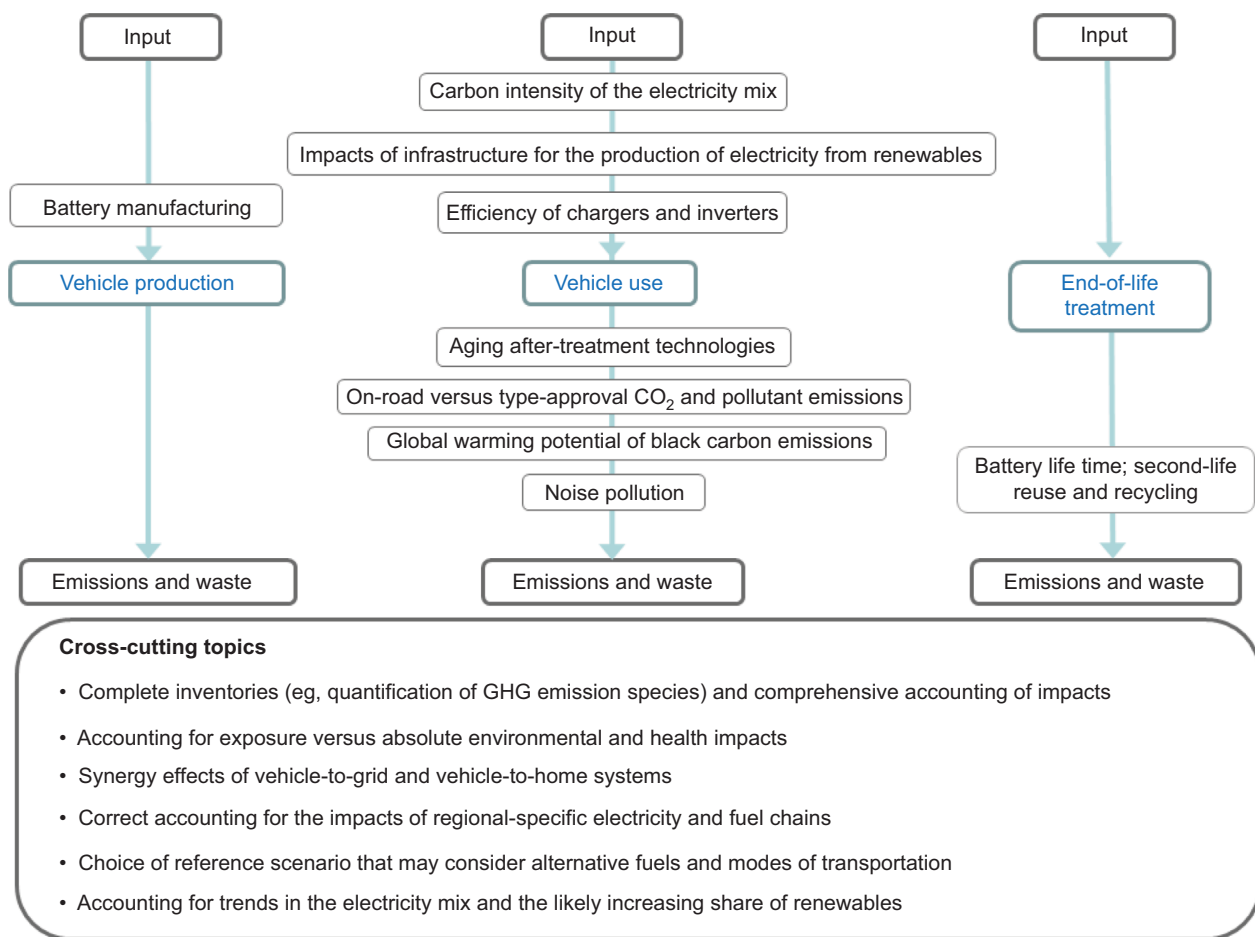 Input
Input
Input
Carbon intensity of the electricity mix
Impacts of infrastructure for the production of electricity from renewables
Battery manufacturing
Efficiency of chargers and inverters
Vehicle production
Vehicle use
End-of-life
treatment
Aging after-treatment technologies
On-road versus type-approval CO₂ and pollutant emissions
Global warming potential of black carbon emissions
Battery life time; second-life
reuse and recycling
Noise pollution
Emissions and waste
Emissions and waste
Emissions and waste
Cross-cutting topics
• Complete inventories (eg, quantification of GHG emission species) and comprehensive accounting of impacts
• Accounting for exposure versus absolute environmental and health impacts
• Synergy effects of vehicle-to-grid and vehicle-to-home systems
• Correct accounting for the impacts of regional-specific electricity and fuel chains
• Choice of reference scenario that may consider alternative fuels and modes of transportation
• Accounting for trends in the electricity mix and the likely increasing share of renewables